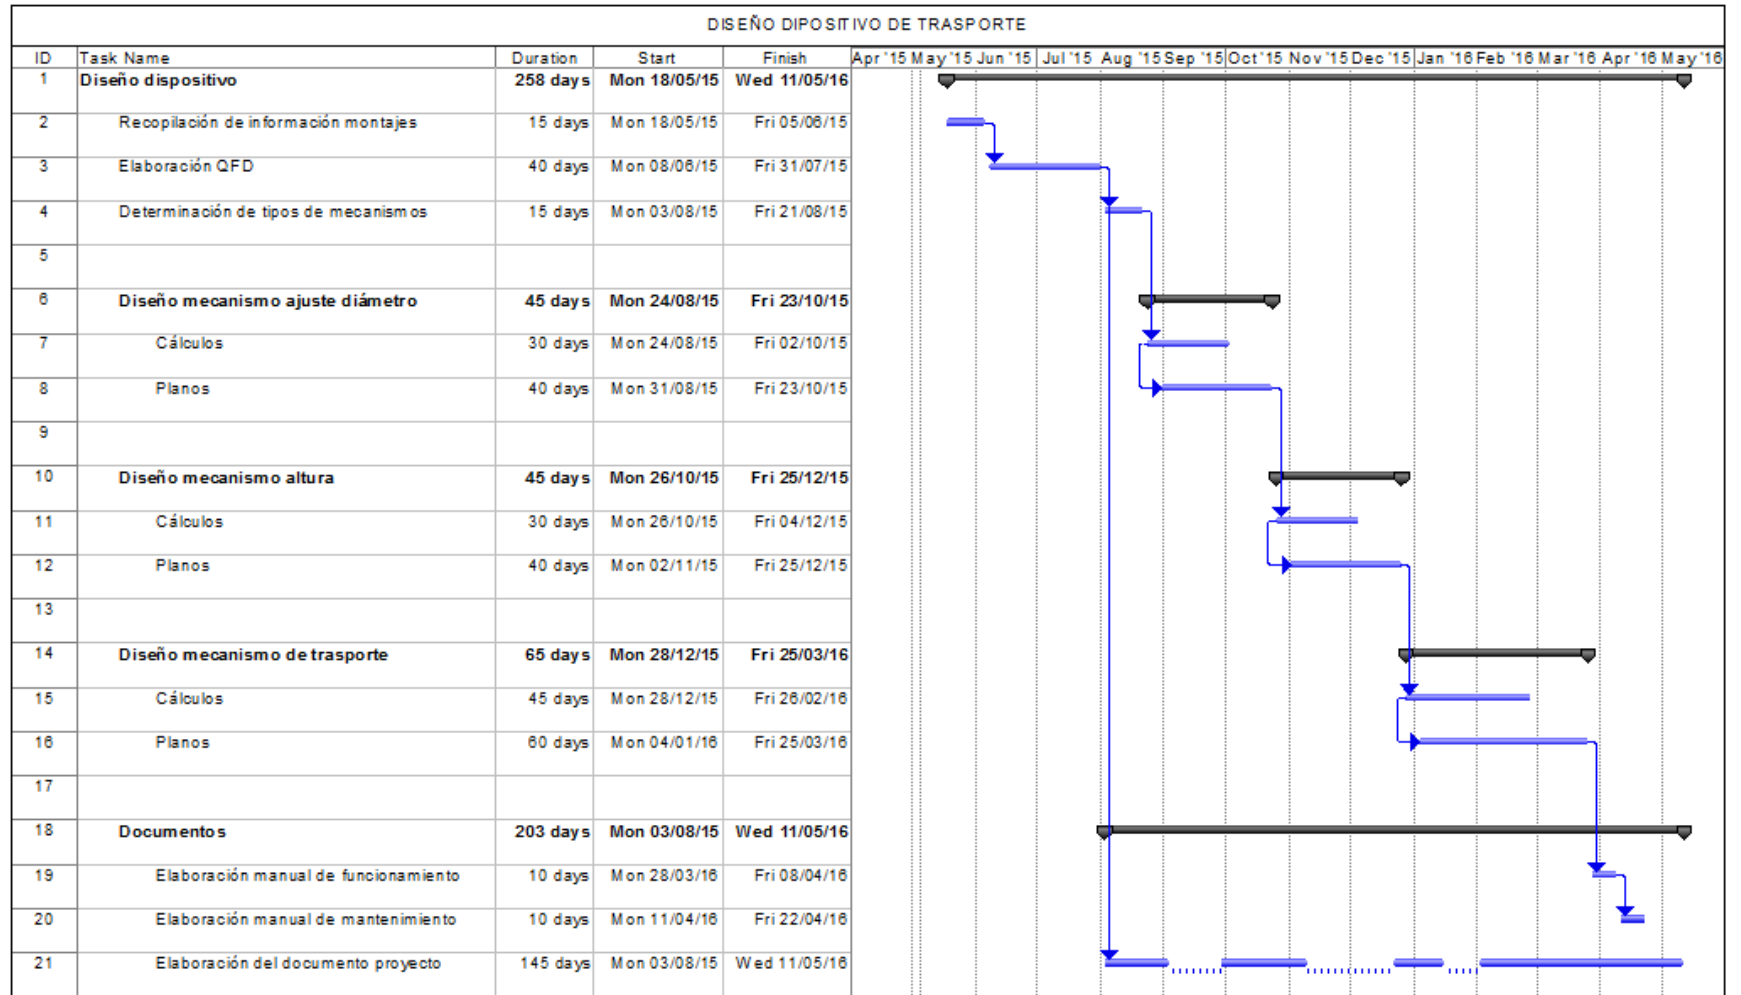 DISEÑO DIPOSITIVO DE TRASPORTE
ID Task Name Duration Start Finish Apr '15 May '15 Jun '15 Jul '15 Aug '15 Sep '15 Oct '15 Nov '15 Dec '15 Jan '16 Feb '16 Mar '16 Apr '16 May '16
1 Diseño dispositivo 258 days Mon 18/05/15 Wed 11/05/16
2 Recopilación de información montajes 15 days Mon 18/05/15 Fri 05/06/15
3 Elaboración QFD 40 days Mon 08/06/15 Fri 31/07/15
4 Determinación de tipos de mecanismos 15 days Mon 03/08/15 Fri 21/08/15
5
6 Diseño mecanismo ajuste diámetro 45 days Mon 24/08/15 Fri 23/10/15
7 Cálculos 30 days Mon 24/08/15 Fri 02/10/15
8 Planos 40 days Mon 31/08/15 Fri 23/10/15
9
10 Diseño mecanismo altura 45 days Mon 26/10/15 Fri 25/12/15
11 Cálculos 30 days Mon 26/10/15 Fri 04/12/15
12 Planos 40 days Mon 02/11/15 Fri 25/12/15
13
14 Diseño mecanismo de trasporte 65 days Mon 28/12/15 Fri 25/03/16
15 Cálculos 45 days Mon 28/12/15 Fri 26/02/16
16 Planos 60 days Mon 04/01/16 Fri 25/03/16
17
18 Documentos 203 days Mon 03/08/15 Wed 11/05/16
19 Elaboración manual de funcionamiento 10 days Mon 28/03/16 Fri 08/04/16
20 Elaboración manual de mantenimiento 10 days Mon 11/04/16 Fri 22/04/16
21 Elaboración del documento proyecto 145 days Mon 03/08/15 Wed 11/05/16